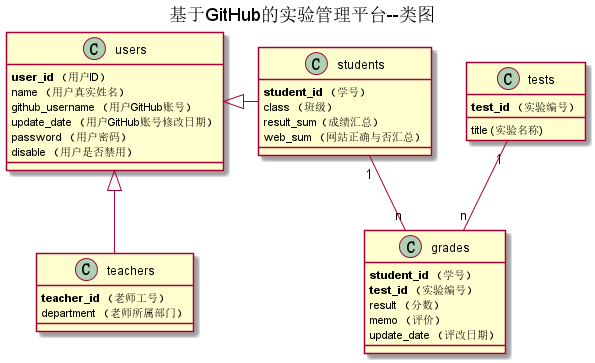 基于GitHub的实验管理平台--类图
C users
user_id （用户ID）
name （用户真实姓名）
github_username （用户GitHub账号）
update_date （用户GitHub账号修改日期）
password （用户密码）
disable （用户是否禁用）
C students
student_id （学号）
class （班级）
result_sum（成绩汇总）
web_sum （网站正确与否汇总）
C tests
test_id （实验编号）
title (实验名称)
1
n
1
n
C teachers
teacher_id （老师工号）
department （老师所属部门）
C grades
student_id （学号）
test_id （实验编号）
result （分数）
memo （评价）
update_date （评改日期）